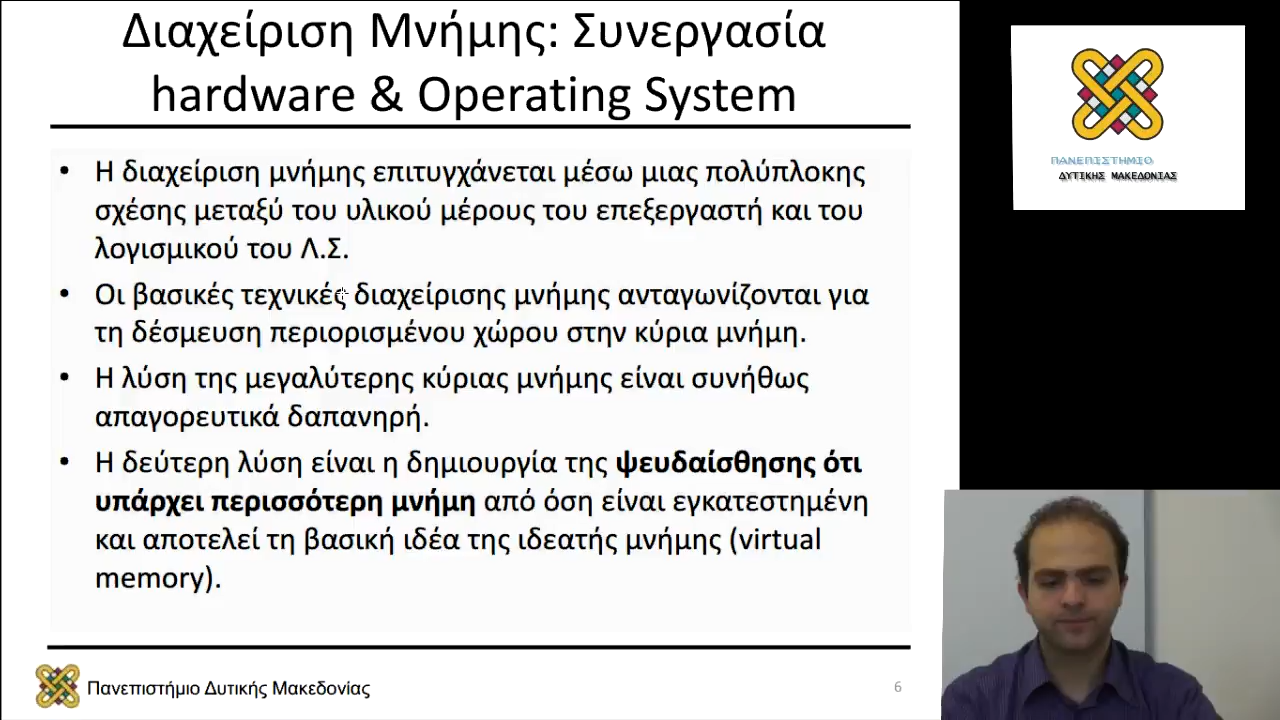 Διαχείριση Μνήμης: Συνεργασία
hardware & Operating System
• Η διαχείριση μνήμης επιτυγχάνεται μέσω μιας πολύπλοκης
σχέσης μεταξύ του υλικού μέρους του επεξεργαστή και του
λογισμικού του Λ.Σ.
• Οι βασικές τεχνικές διαχείρισης μνήμης ανταγωνίζονται για
τη δέσμευση περιορισμένου χώρου στην κύρια μνήμη.
• Η λύση της μεγαλύτερης κύριας μνήμης είναι συνήθως
απαγορευτικά δαπανηρή.
• Η δεύτερη λύση είναι η δημιουργία της ψευδαίσθησης ότι
υπάρχει περισσότερη μνήμη από όση είναι εγκατεστημένη
και αποτελεί τη βασική ιδέα της ιδεατής μνήμης (virtual
memory).
Πανεπιστήμιο Δυτικής Μακεδονίας
6
ΠΑΝΕΠΙΣΤΗΜΙΟ
ΔΥΤΙΚΗΣ ΜΑΚΕΔΟΝΙΑΣ